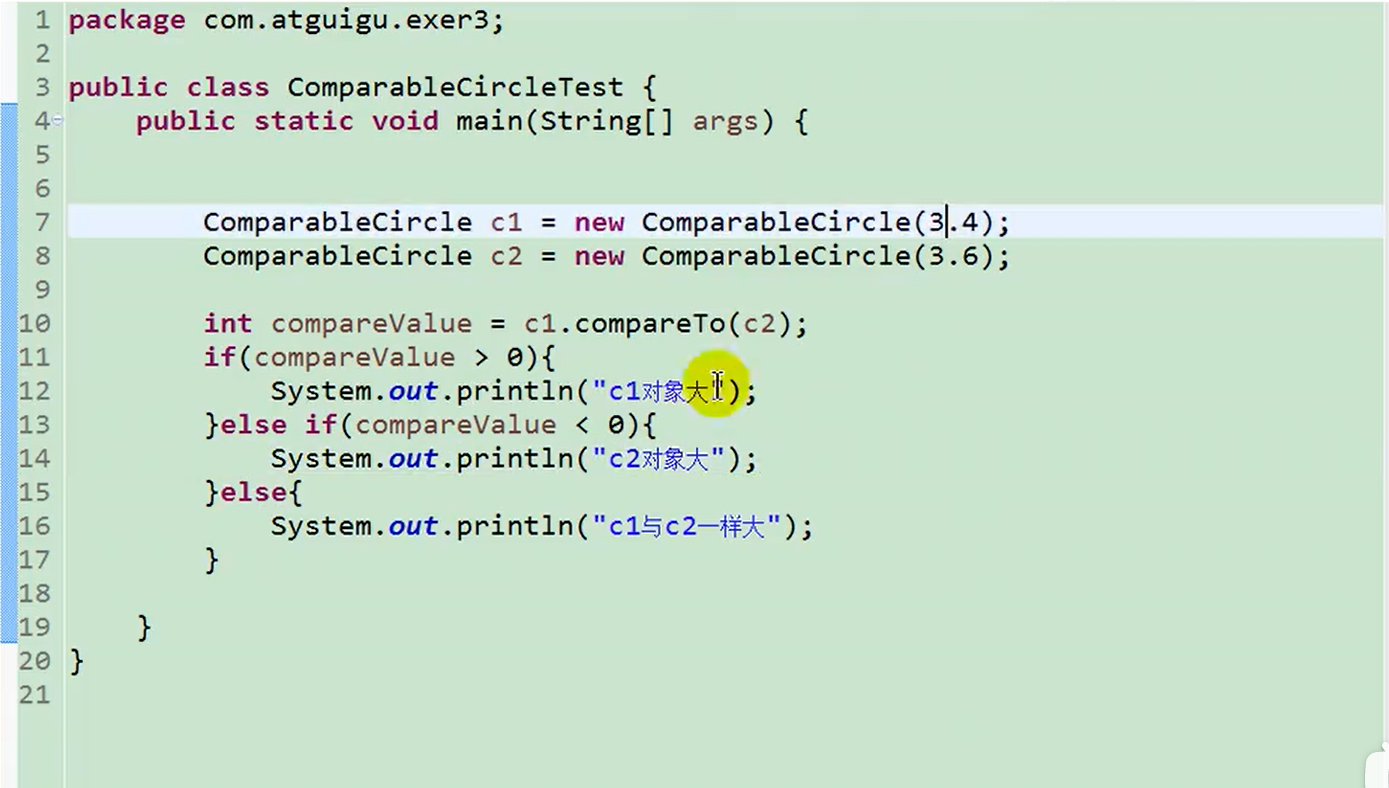 1 package com.atguigu.exer3;
2
3 public class ComparableCircleTest {
4     public static void main(String[] args) {
5
6
7         ComparableCircle c1 = new ComparableCircle(3.4);
8         ComparableCircle c2 = new ComparableCircle(3.6);
9
10         int compareValue = c1.compareTo(c2);
11         if(compareValue > 0){
12             System.out.println("c1对象大");
13         }else if(compareValue < 0){
14             System.out.println("c2对象大");
15         }else{
16             System.out.println("c1与c2一样大");
17         }
18
19     }
20 }
21